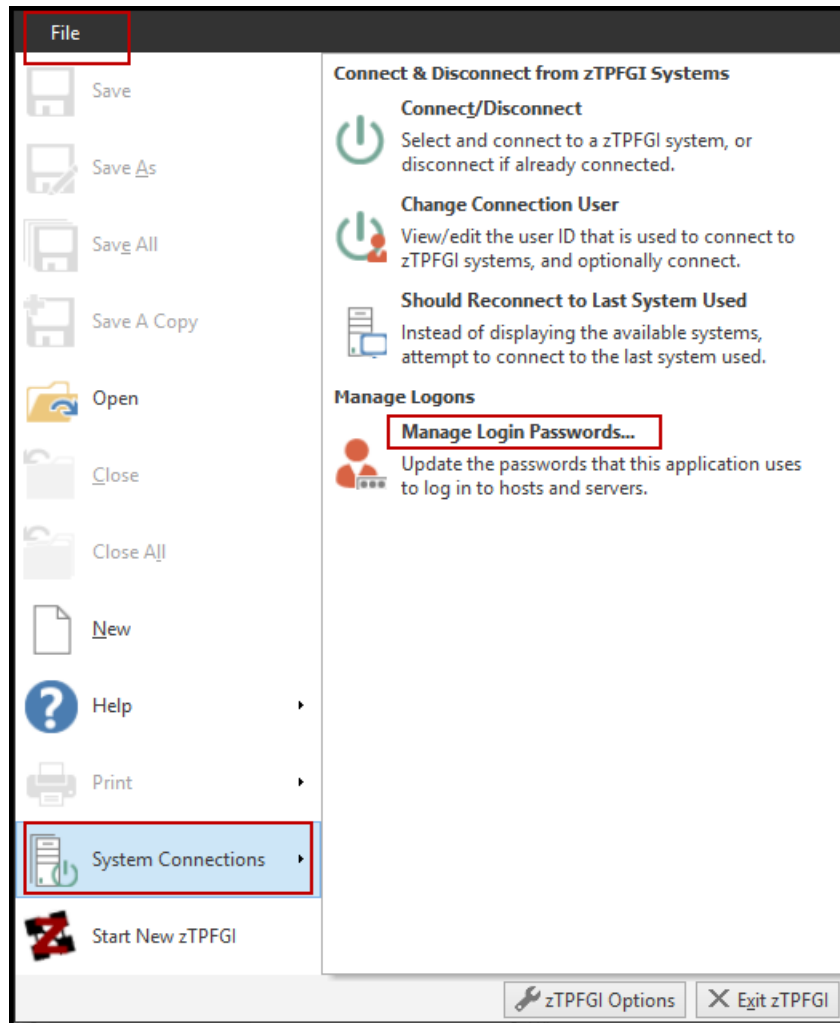 File
Save
Save As
Save All
Save A Copy
Open
Close
Close All
New
Help
Print
System Connections
Start New zTPFGI
Connect & Disconnect from zTPFGI Systems
Connect/Disconnect
Select and connect to a zTPFGI system, or
disconnect if already connected.
Change Connection User
View/edit the user ID that is used to connect to
zTPFGI systems, and optionally connect.
Should Reconnect to Last System Used
Instead of displaying the available systems,
attempt to connect to the last system used.
Manage Logons
Manage Login Passwords...
Update the passwords that this application uses
to log in to hosts and servers.
zTPFGI Options
Exit zTPFGI